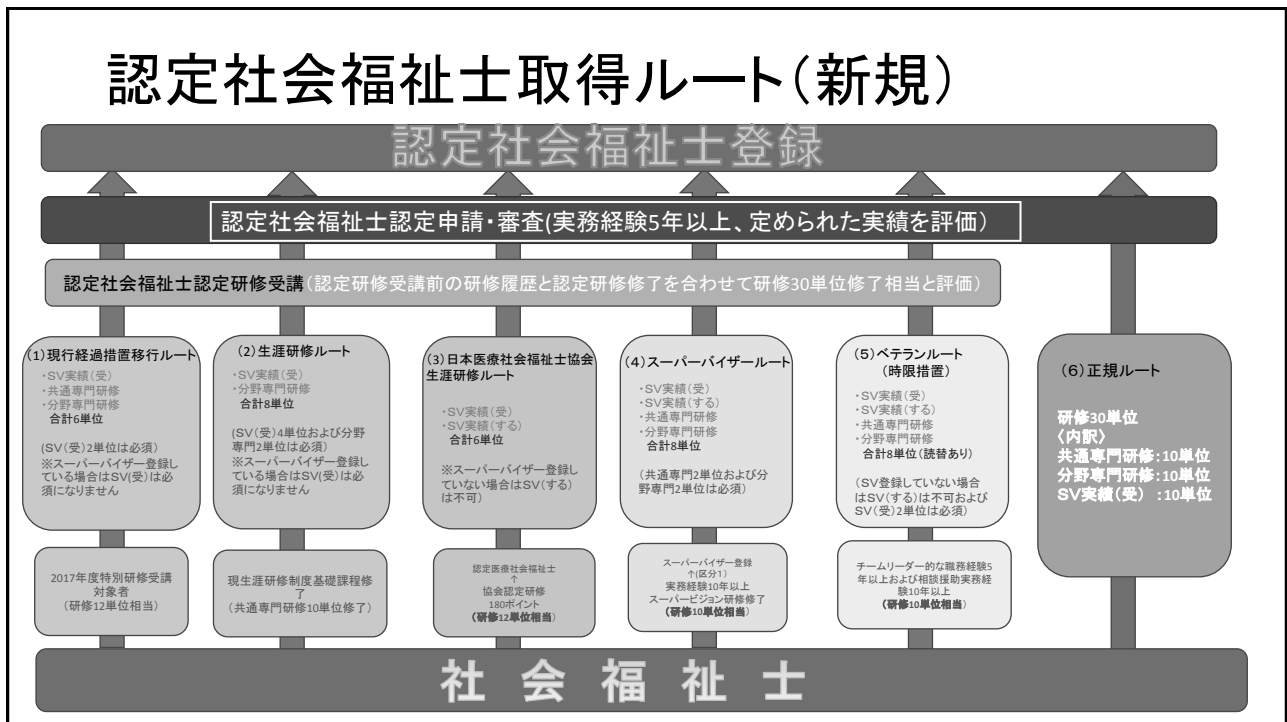 認定社会福祉士取得ルート(新規)
認定社会福祉士登録
認定社会福祉士認定申請・審査(実務経験5年以上、定められた実績を評価)
認定社会福祉士認定研修受講(認定研修受講前の研修履歴と認定研修修了を合わせて研修30単位修了相当と評価)
(1)現行経過措置移行ルート
・SV実績(受)
・共通専門研修
・分野専門研修
合計6単位
(SV(受)2単位は必須)
※スーパーバイザー登録し
ている場合はSV(受)は必
須になりません
(2)生涯研修ルート
・SV実績(受)
・分野専門研修
合計8単位
(SV(受)4単位および分野
専門2単位は必須)
※スーパーバイザー登録し
ている場合はSV(受)は必
須になりません
(3)日本医療社会福祉士協会
生涯研修ルート
・SV実績(受)
・SV実績(する)
合計6単位
※スーパーバイザー登録し
ていない場合はSV(する)
は不可)
(4)スーパーバイザールート
・SV実績(受)
・SV実績(する)
・共通専門研修
・分野専門研修
合計8単位
(共通専門2単位および分
野専門2単位は必須)
(5)ベテランルート
(時限措置)
・SV実績(受)
・SV実績(する)
・共通専門研修
・分野専門研修
合計8単位(読替あり)
(SV登録していない場合
はSV(する)は不可および
SV(受)2単位は必須)
(6)正規ルート
研修30単位
〈内訳〉
共通専門研修:10単位
分野専門研修:10単位
SV実績(受) :10単位
2017年度特別研修受講
対象者
(研修12単位相当)
現生涯研修制度基礎課程修
了
(共通専門研修10単位修了)
認定医療社会福祉士
↑
協会認定研修
180ポイント
(研修12単位相当)
スーパーバイザー登録
↑(区分1)
実務経験10年以上
スーパービジョン研修修了
(研修10単位相当)
チームリーダー的な職務経験5
年以上および相談援助実務経
験10年以上
(研修10単位相当)
社 会 福 祉 士